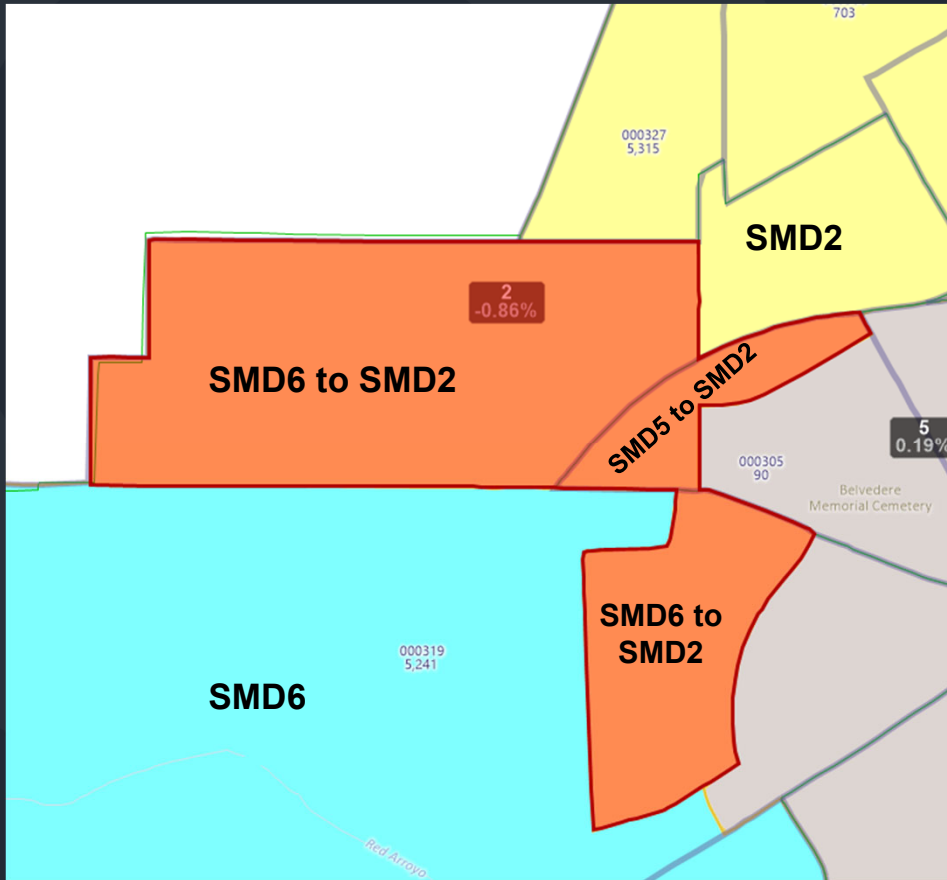 703
000327
5,315
SMD2
2
-0.86%
SMD6 to SMD2
SMD5 to SMD2
5
0.19%
000305
90
Belvedere
Memorial Cemetery
SMD6 to
SMD2
000319
5,241
SMD6
Red Arroyo